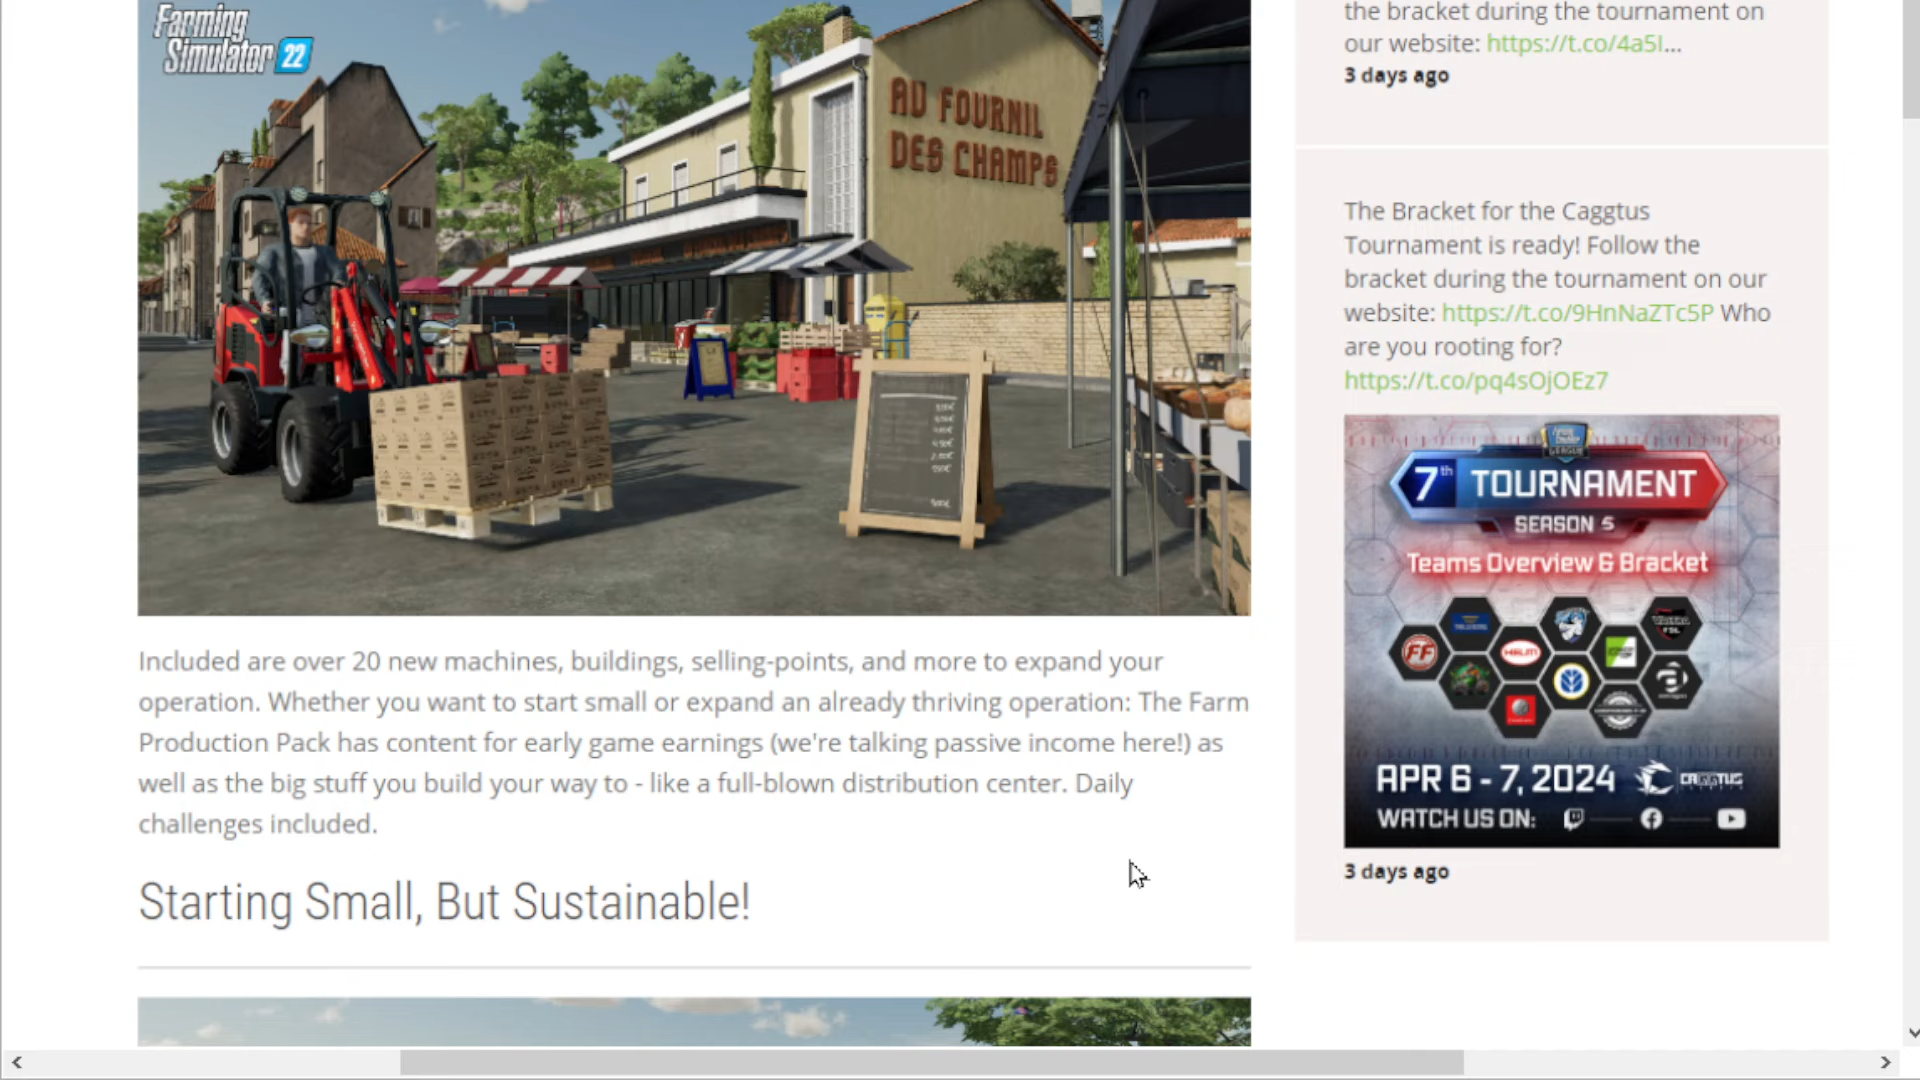 Farming
Simulator 22
AU FOURNIL
DES CHAMPS
Included are over 20 new machines, buildings, selling-points, and more to expand your
operation. Whether you want to start small or expand an already thriving operation: The Farm
Production Pack has content for early game earnings (we're talking passive income here!) as
well as the big stuff you build your way to - like a full-blown distribution center. Daily
challenges included.
Starting Small, But Sustainable!
the bracket during the tournament on
our website: https://t.co/4a5I...
3 days ago
The Bracket for the Caggtus
Tournament is ready! Follow the
bracket during the tournament on our
website: https://t.co/9HnNaZTc5P Who
are you rooting for?
https://t.co/pq4sOjOEz7
LEAGUE
7th TOURNAMENT
SEASON 5
Teams Overview & Bracket
FF
HELM
APR 6 - 7, 2024 CAGGTUS
WATCH US ON:
3 days ago